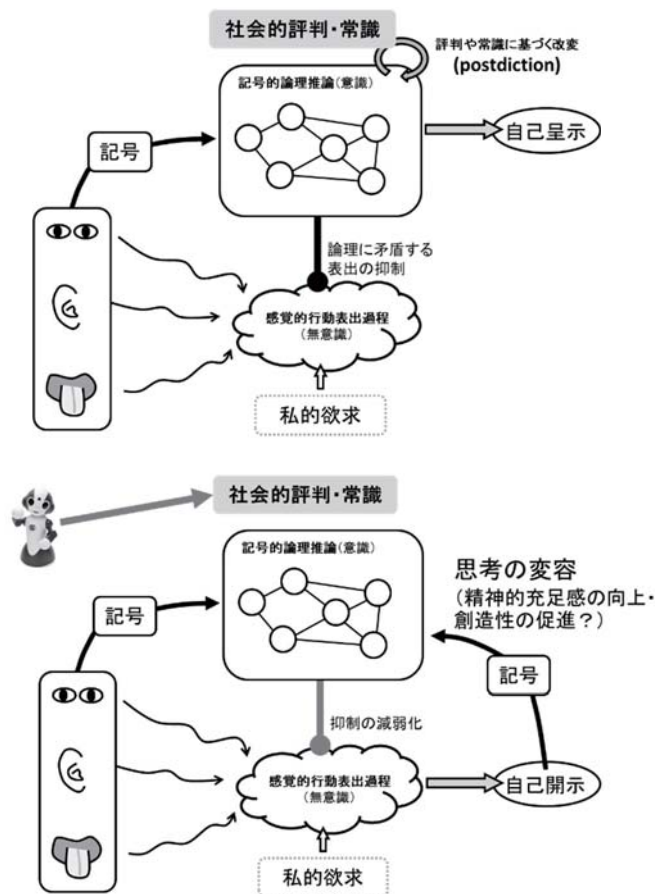 社会的評判・常識
評判や常識に基づく改変
(postdiction)
記号的論理推論(意識)
記号
自己呈示
論理に矛盾する
表出の抑制
感覚的行動表出過程
(無意識)
私的欲求
社会的評判・常識
記号的論理推論(意識)
思考の変容
(精神的充足感の向上・
創造性の促進？)
記号
記号
抑制の減弱化
感覚的行動表出過程
(無意識)
自己開示
私的欲求